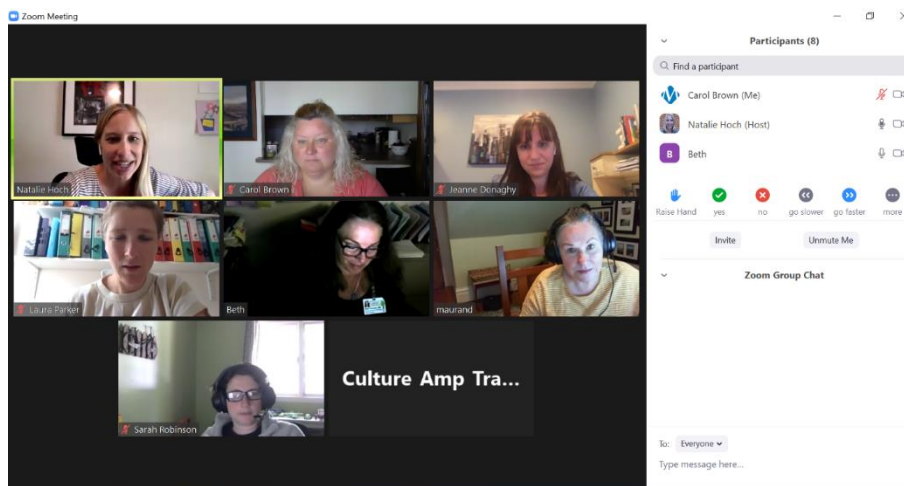 Zoom Meeting
Natalie Hoch
Carol Brown
Jeanne Donaghy
Laura Parker
Beth
maurand
Sarah Robinson
Culture Amp Tra...
Participants (8)
Find a participant
Carol Brown (Me)
Natalie Hoch (Host)
B
Beth
Raise Hand
yes
no
go slower
go faster
more
Invite
Unmute Me
Zoom Group Chat
To: Everyone
Type message here...